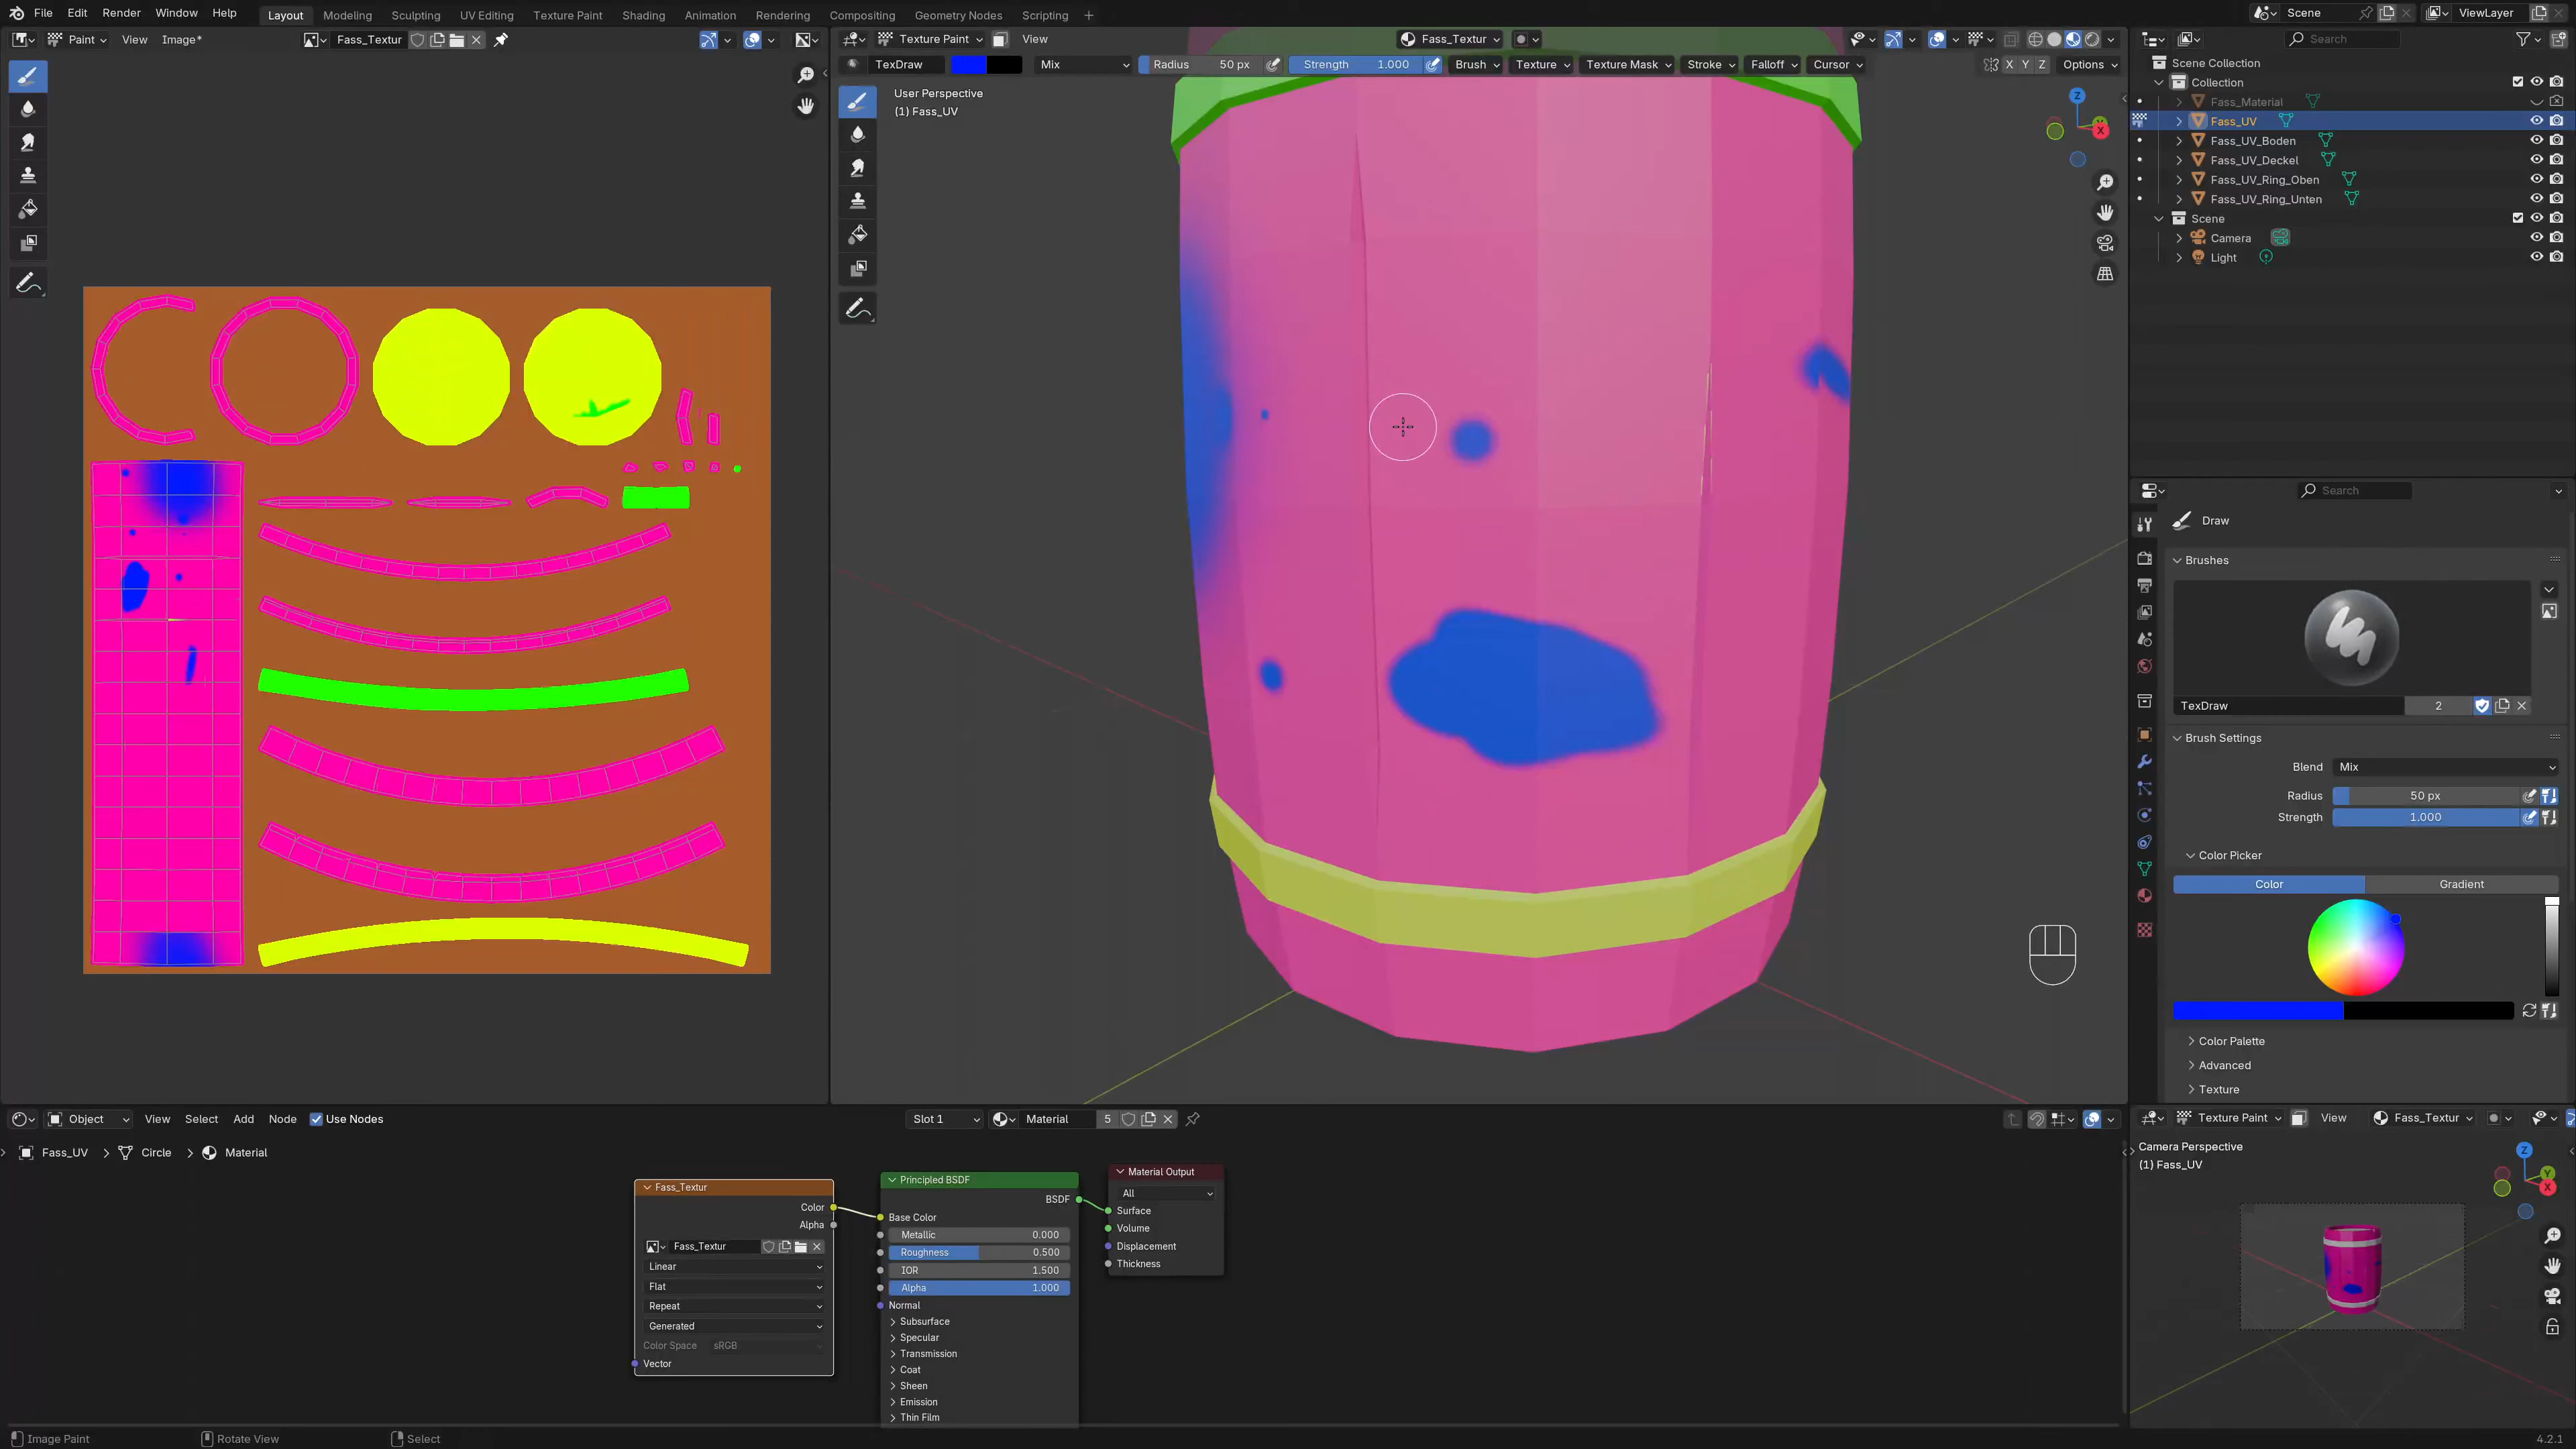 File Edit Render Window Help Layout Modeling Sculpting UV Editing Texture Paint Shading Animation Rendering Compositing Geometry Nodes Scripting + Scene ViewLayer
Paint View Image* Fass_Textur
Texture Paint View Fass_Textur
Search
TexDraw Mix Radius 50 px Strength 1.000 Brush Texture Texture Mask Stroke Falloff Cursor X Y Z Options
User Perspective
(1) Fass_UV
Z
X
Scene Collection
Collection
Fass_Material
Fass_UV
Fass_UV_Boden
Fass_UV_Deckel
Fass_UV_Ring_Oben
Fass_UV_Ring_Unten
Scene
Camera
Light
Search
Draw
Brushes
TexDraw 2
Brush Settings
Blend Mix
Radius 50 px
Strength 1.000
Color Picker
Color Gradient
Color Palette
Advanced
Texture
Object View Select Add Node Use Nodes Slot 1 Material 5
Fass_UV > Circle > Material
Fass_Textur
Color
Alpha
Fass_Textur
Linear
Flat
Repeat
Generated
Color Space sRGB
Vector
Principled BSDF
BSDF
Base Color
Metallic 0.000
Roughness 0.500
IOR 1.500
Alpha 1.000
Normal
Subsurface
Specular
Transmission
Coat
Sheen
Emission
Thin Film
Material Output
All
Surface
Volume
Displacement
Thickness
Texture Paint View Fass_Textur
Camera Perspective
(1) Fass_UV
Z
Y
X
Image Paint Rotate View Select 4.2.1